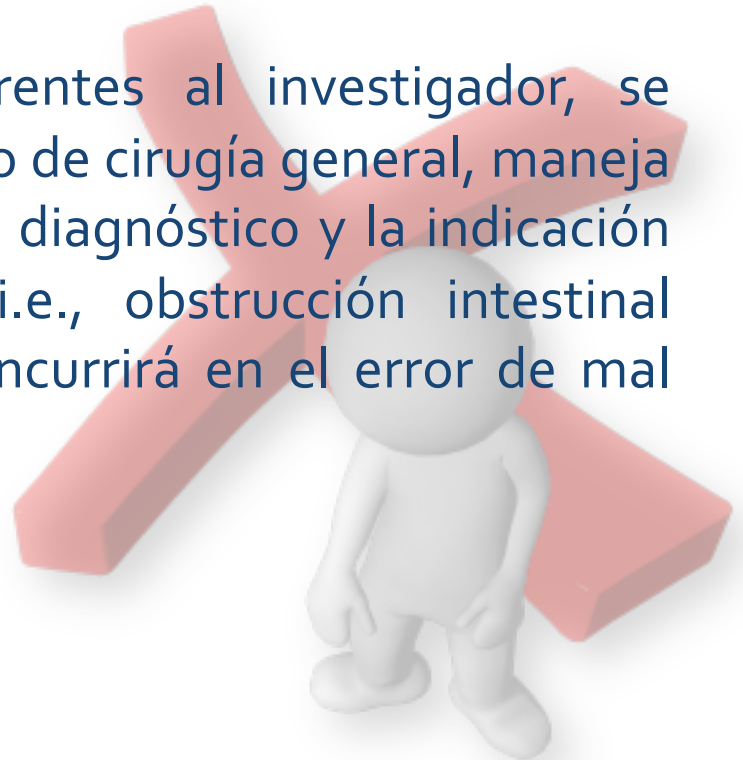 rentes al investigador, se
o de cirugía general, maneja
diagnóstico y la indicación
i.e., obstrucción intestinal
ncurrirá en el error de mal